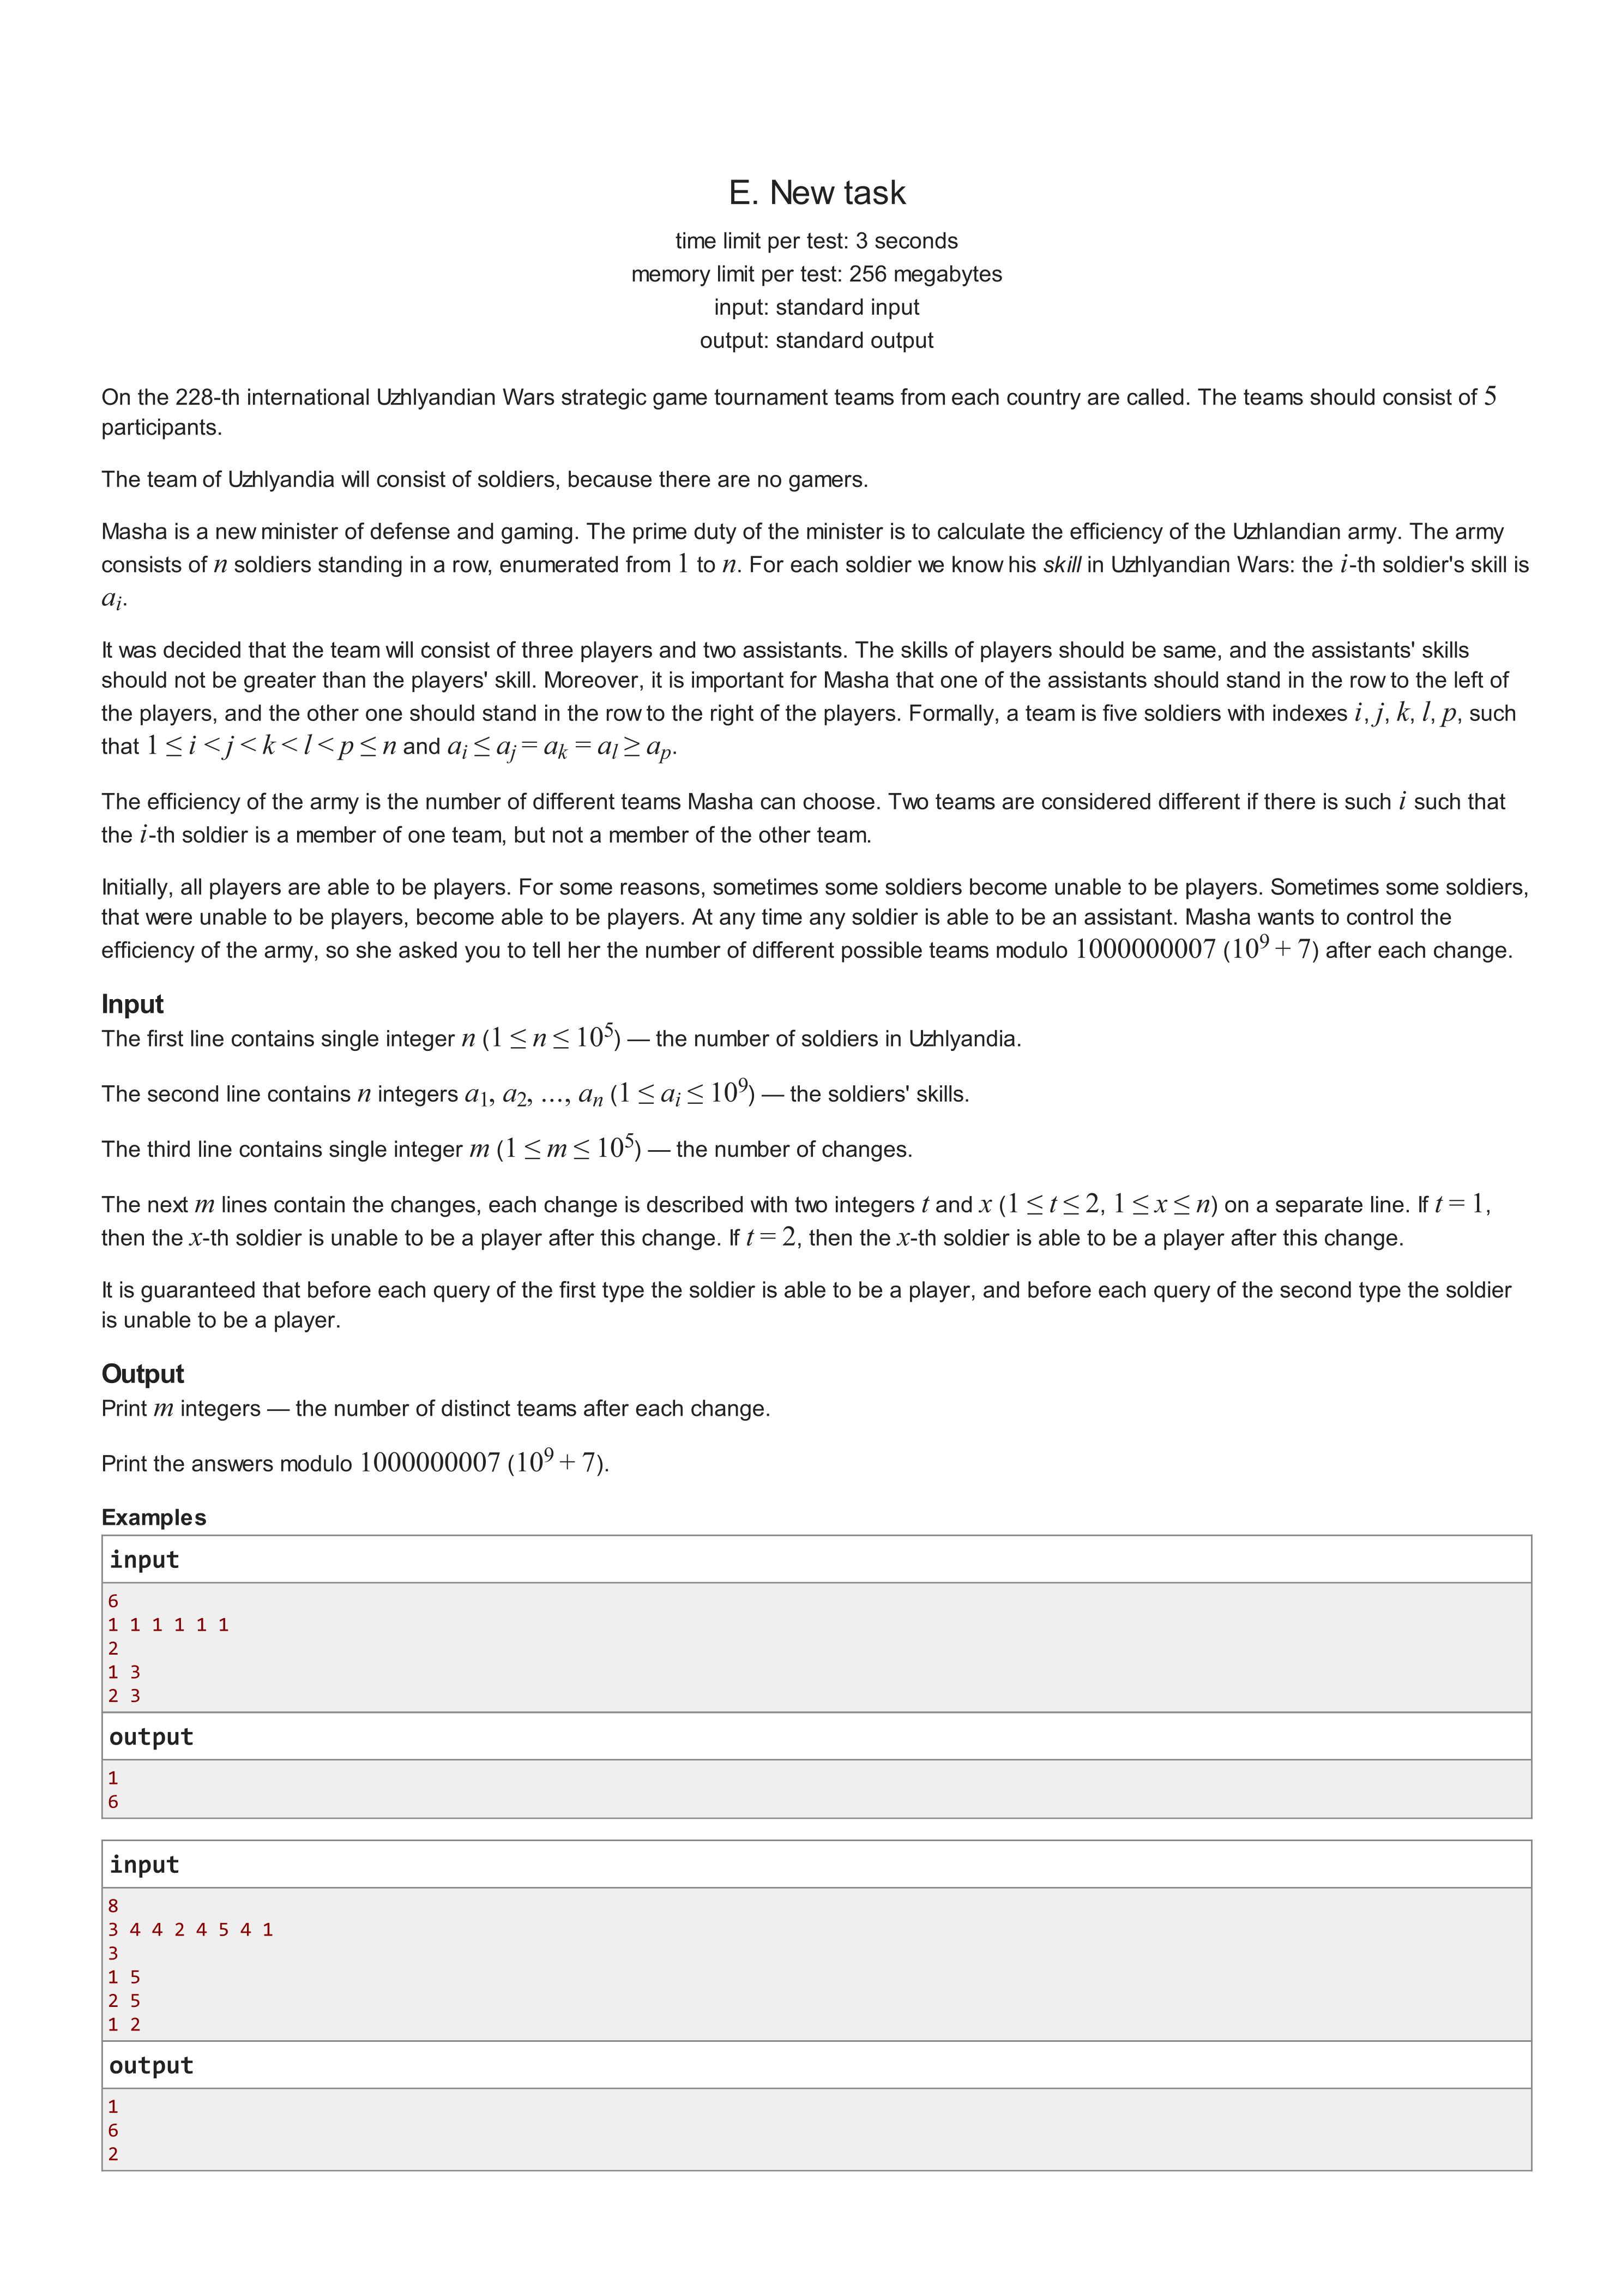 E. New task
time limit per test: 3 seconds
memory limit per test: 256 megabytes
input: standard input
output: standard output
On the 228-th international Uzhlyandian Wars strategic game tournament teams from each country are called. The teams should consist of 5
participants.
The team of Uzhlyandia will consist of soldiers, because there are no gamers.
Masha is a new minister of defense and gaming. The prime duty of the minister is to calculate the efficiency of the Uzhlandian army. The army
consists of n soldiers standing in a row, enumerated from 1 to n. For each soldier we know his skill in Uzhlyandian Wars: the i-th soldier's skill is
a_i.
It was decided that the team will consist of three players and two assistants. The skills of players should be same, and the assistants' skills
should not be greater than the players' skill. Moreover, it is important for Masha that one of the assistants should stand in the row to the left of
the players, and the other one should stand in the row to the right of the players. Formally, a team is five soldiers with indexes i, j, k, l, p, such
that 1 ≤ i < j < k < l < p ≤ n and a_i ≤ a_j = a_k = a_l ≥ a_p.
The efficiency of the army is the number of different teams Masha can choose. Two teams are considered different if there is such i such that
the i-th soldier is a member of one team, but not a member of the other team.
Initially, all players are able to be players. For some reasons, sometimes some soldiers become unable to be players. Sometimes some soldiers,
that were unable to be players, become able to be players. At any time any soldier is able to be an assistant. Masha wants to control the
efficiency of the army, so she asked you to tell her the number of different possible teams modulo 1000000007 (10^9 + 7) after each change.
Input
The first line contains single integer n (1 ≤ n ≤ 10^5) — the number of soldiers in Uzhlyandia.
The second line contains n integers a_1, a_2, ..., a_n (1 ≤ a_i ≤ 10^9) — the soldiers' skills.
The third line contains single integer m (1 ≤ m ≤ 10^5) — the number of changes.
The next m lines contain the changes, each change is described with two integers t and x (1 ≤ t ≤ 2, 1 ≤ x ≤ n) on a separate line. If t = 1,
then the x-th soldier is unable to be a player after this change. If t = 2, then the x-th soldier is able to be a player after this change.
It is guaranteed that before each query of the first type the soldier is able to be a player, and before each query of the second type the soldier
is unable to be a player.
Output
Print m integers — the number of distinct teams after each change.
Print the answers modulo 1000000007 (10^9 + 7).
Examples
input
6
1 1 1 1 1 1
2
1 3
2 3
output
1
6
input
8
3 4 4 2 4 5 4 1
3
1 5
2 5
1 2
output
1
6
2